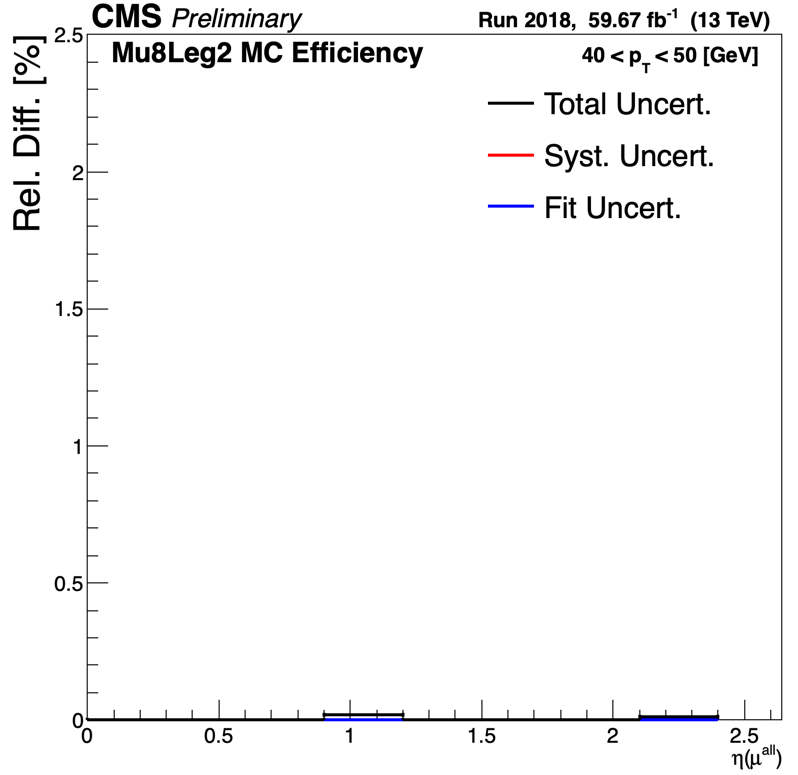 CMS Preliminary Run 2018, 59.67 fb⁻¹ (13 TeV)
Mu8Leg2 MC Efficiency 40 < p_T < 50 [GeV]
Rel. Diff. [%]
Total Uncert.
Syst. Uncert.
Fit Uncert.
2.5
2
1.5
1
0.5
0
0 0.5 1 1.5 2 2.5
η(μ^all)